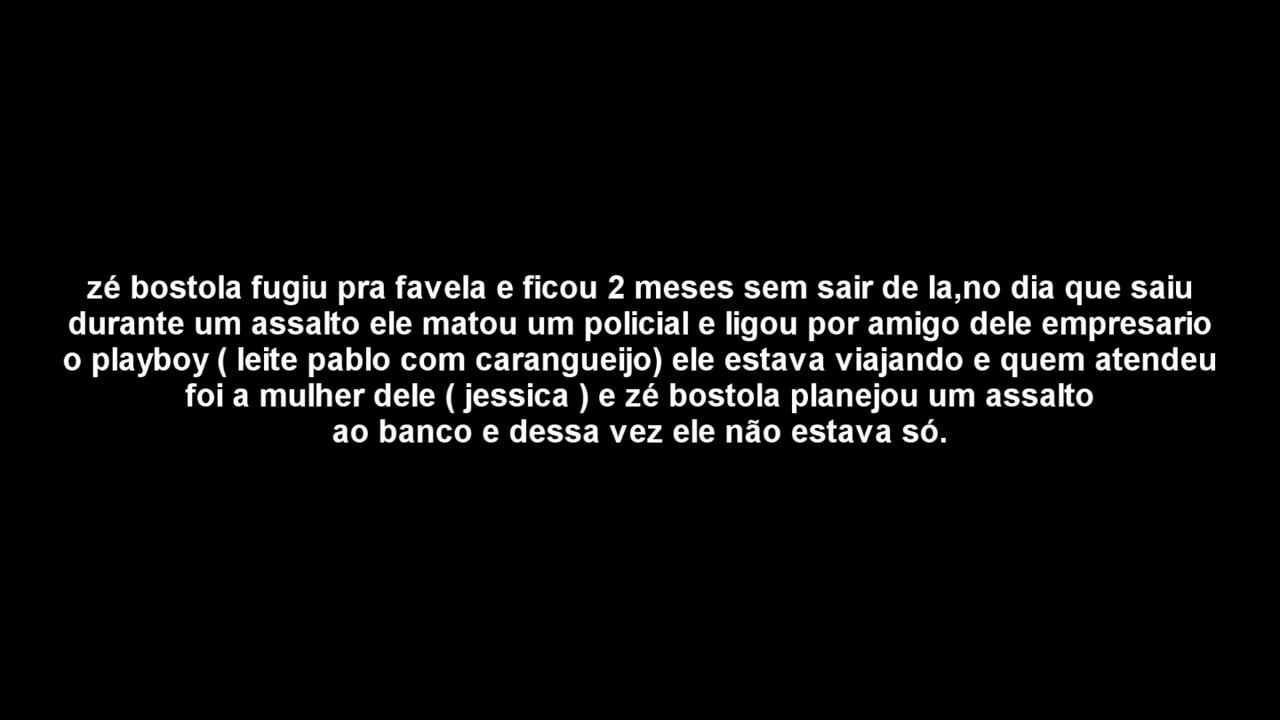 zé bostola fugiu pra favela e ficou 2 meses sem sair de la,no dia que saiu
durante um assalto ele matou um policial e ligou por amigo dele empresario
o playboy ( leite pablo com carangueijo) ele estava viajando e quem atendeu
foi a mulher dele ( jessica ) e zé bostola planejou um assalto
ao banco e dessa vez ele não estava só.